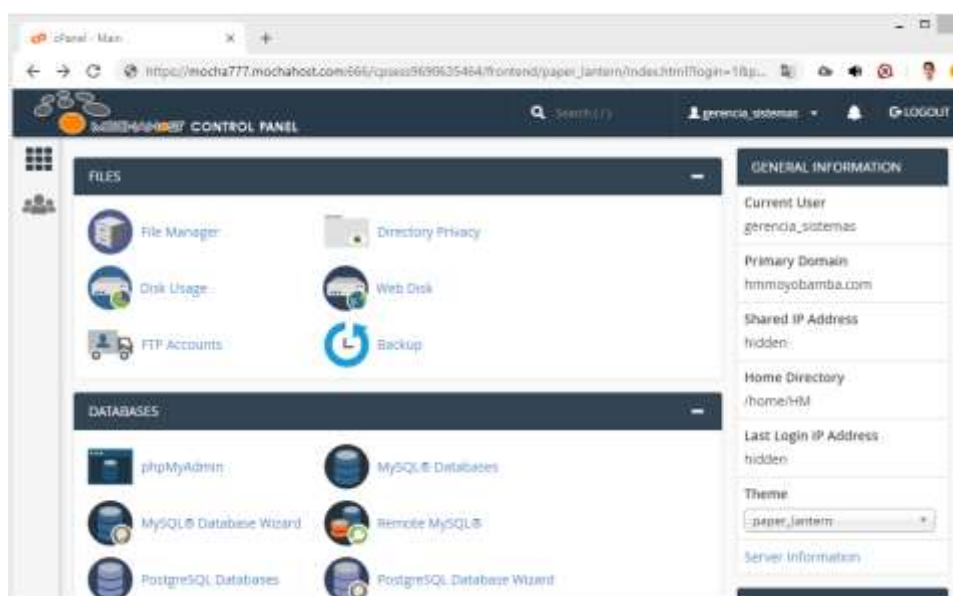 cPanel - Main
https://mocha777.mochahost.com:666/cpsess9690635464/frontend/paper_lantern/index.html?login=1&p...
MOCHAHOST CONTROL PANEL
Search ( / )
gerencia_sistemas
LOGOUT
FILES
File Manager
Directory Privacy
Disk Usage
Web Disk
FTP Accounts
Backup
DATABASES
phpMyAdmin
MySQL® Databases
MySQL® Database Wizard
Remote MySQL®
PostgreSQL Databases
PostgreSQL Database Wizard
GENERAL INFORMATION
Current User
gerencia_sistemas
Primary Domain
hmmoyobamba.com
Shared IP Address
hidden
Home Directory
/home/HM
Last Login IP Address
hidden
Theme
paper_lantern
Server Information